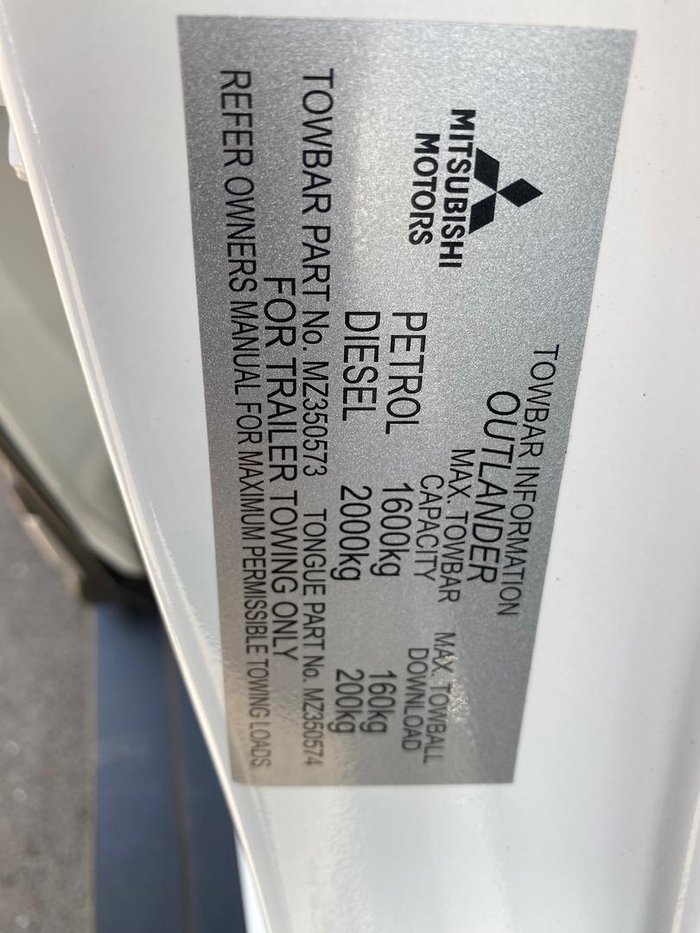 MITSUBISHI
MOTORS
TOWBAR INFORMATION
OUTLANDER
MAX. TOWBAR CAPACITY
MAX. TOWBALL DOWNLOAD
PETROL 1600kg 160kg
DIESEL 2000kg 200kg
TOWBAR PART No. MZ350573 TONGUE PART No. MZ350574
FOR TRAILER TOWING ONLY
REFER OWNERS MANUAL FOR MAXIMUM PERMISSIBLE TOWING LOADS.